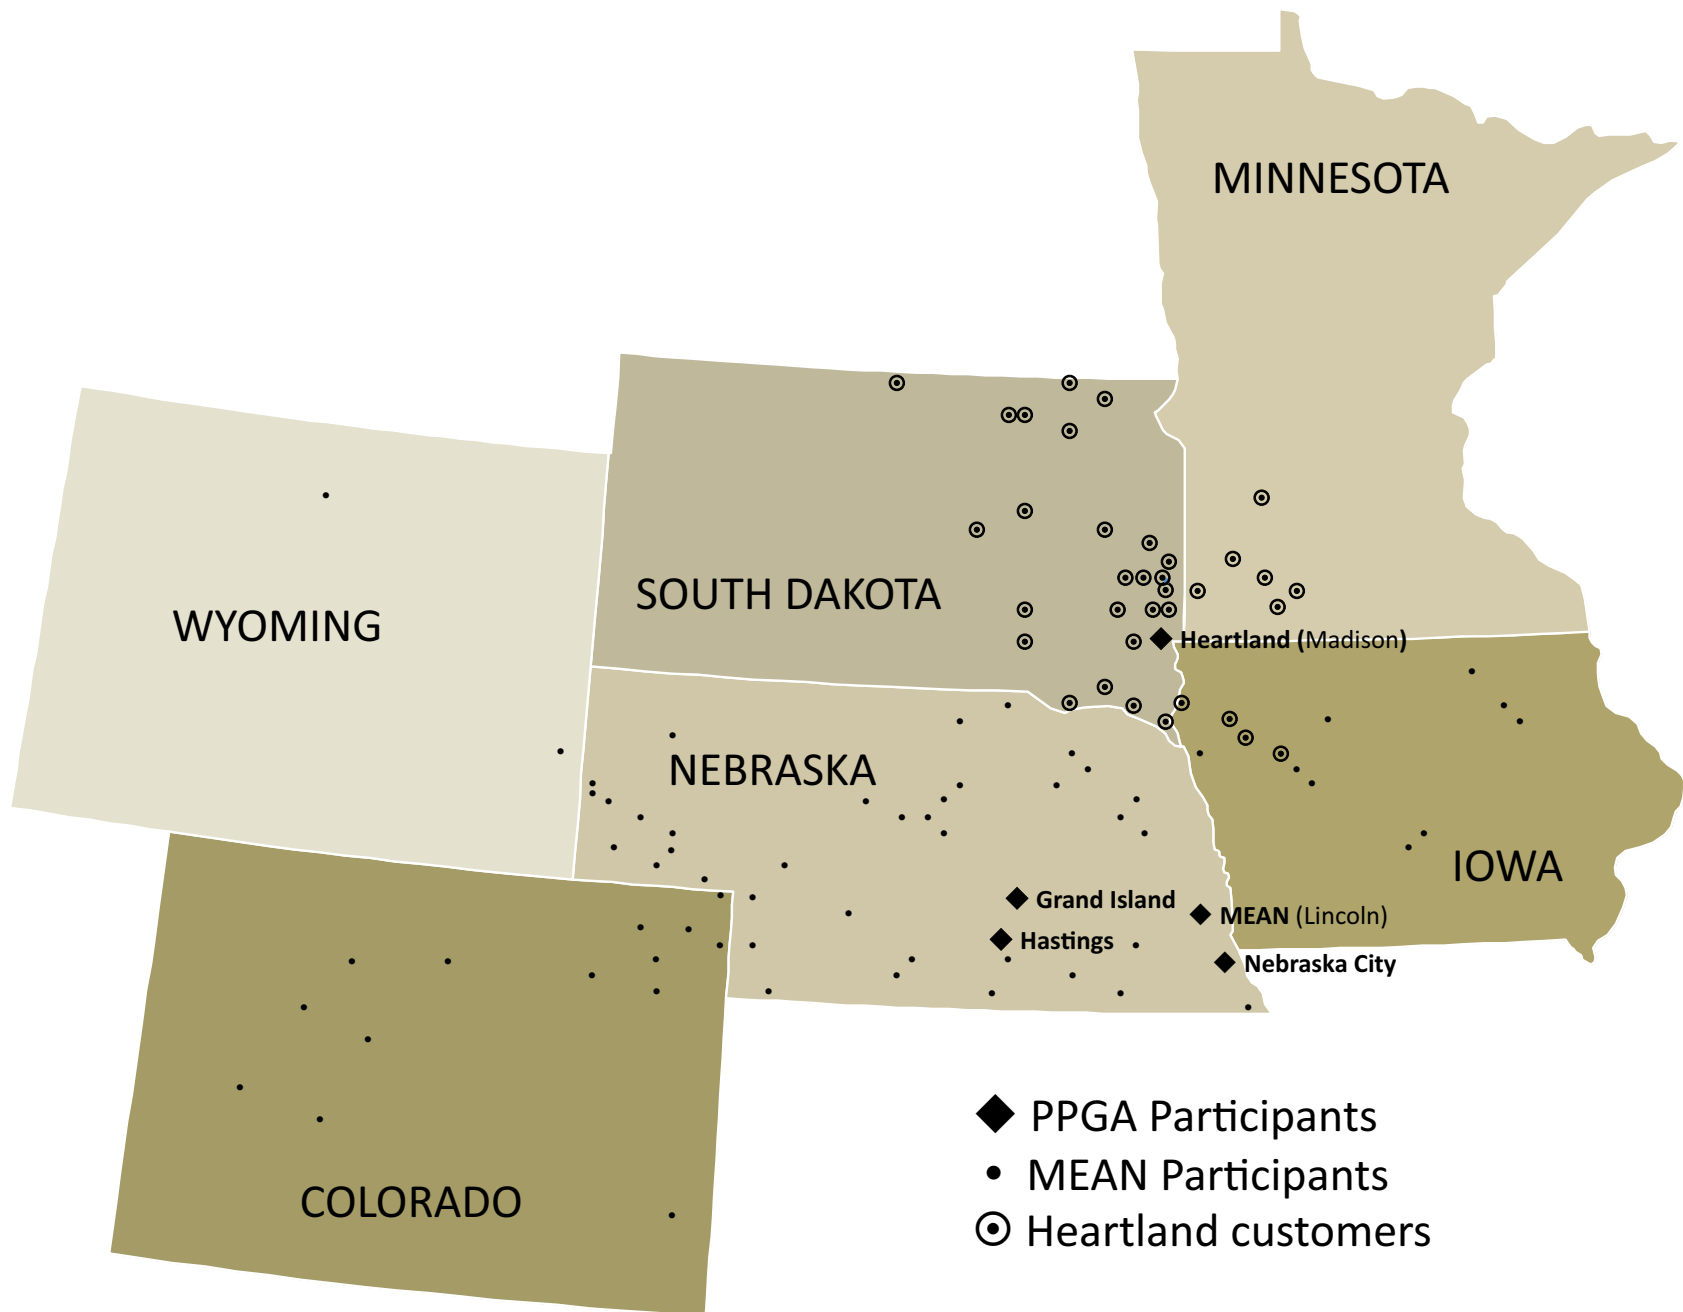 MINNESOTA
SOUTH DAKOTA
WYOMING
Heartland (Madison)
NEBRASKA
IOWA
Grand Island
MEAN (Lincoln)
Hastings
Nebraska City
COLORADO
PPGA Participants
MEAN Participants
Heartland customers